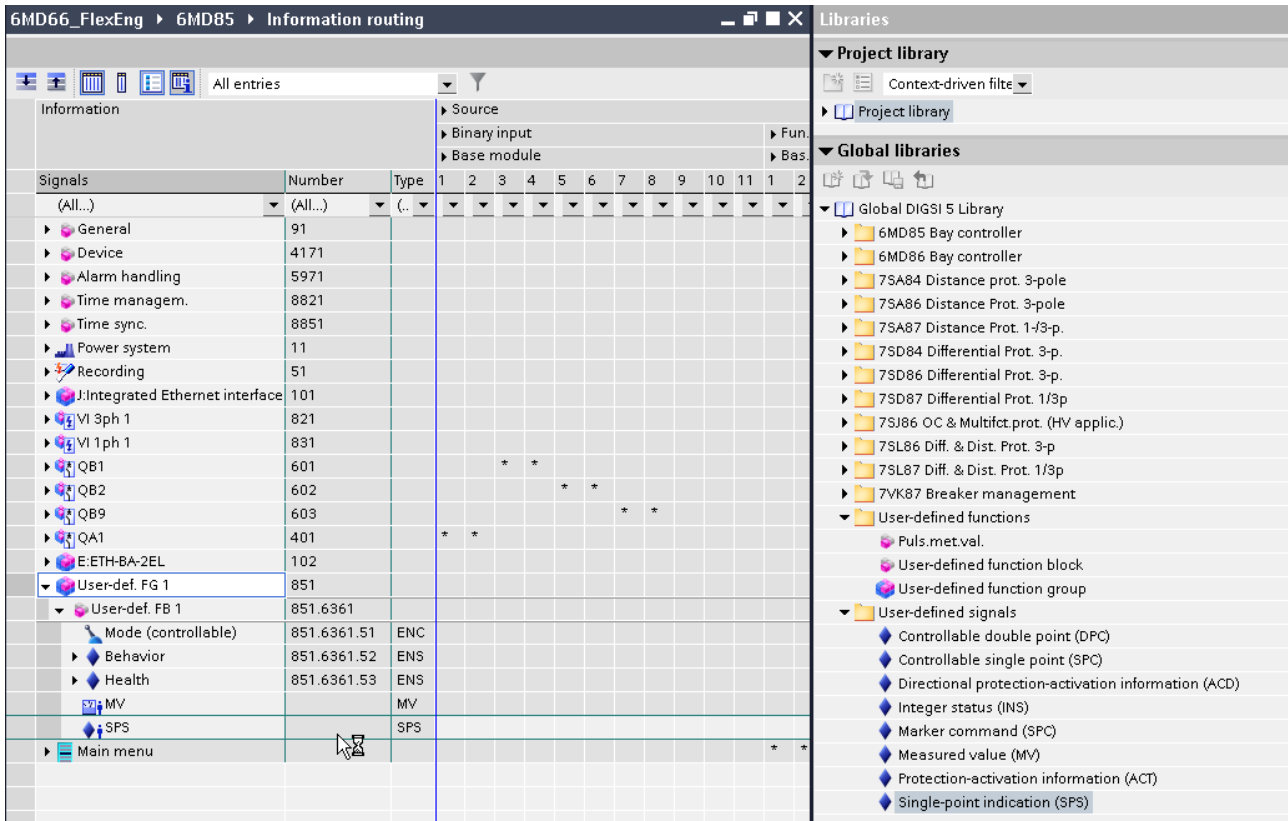 6MD66_FlexEng ▸ 6MD85 ▸ Information routing
All entries
Information
Source
Binary input
Fun.
Base module
Bas.
Signals Number Type 1 2 3 4 5 6 7 8 9 10 11 1 2
(All...) (All...) (..
General 91
Device 4171
Alarm handling 5971
Time managem. 8821
Time sync. 8851
Power system 11
Recording 51
J:Integrated Ethernet interface 101
VI 3ph 1 821
VI 1ph 1 831
QB1 601 * *
QB2 602 * *
QB9 603 * *
QA1 401 * *
E:ETH-BA-2EL 102
User-def. FG 1 851
User-def. FB 1 851.6361
Mode (controllable) 851.6361.51 ENC
Behavior 851.6361.52 ENS
Health 851.6361.53 ENS
MV MV
SPS SPS
Main menu * *
Libraries
Project library
Context-driven filte
Project library
Global libraries
Global DIGSI 5 Library
6MD85 Bay controller
6MD86 Bay controller
7SA84 Distance prot. 3-pole
7SA86 Distance Prot. 3-pole
7SA87 Distance Prot. 1-/3-p.
7SD84 Differential Prot. 3-p.
7SD86 Differential Prot. 3-p.
7SD87 Differential Prot. 1/3p
7SJ86 OC & Multifct.prot. (HV applic.)
7SL86 Diff. & Dist. Prot. 3-p
7SL87 Diff. & Dist. Prot. 1/3p
7VK87 Breaker management
User-defined functions
Puls.met.val.
User-defined function block
User-defined function group
User-defined signals
Controllable double point (DPC)
Controllable single point (SPC)
Directional protection-activation information (ACD)
Integer status (INS)
Marker command (SPC)
Measured value (MV)
Protection-activation information (ACT)
Single-point indication (SPS)